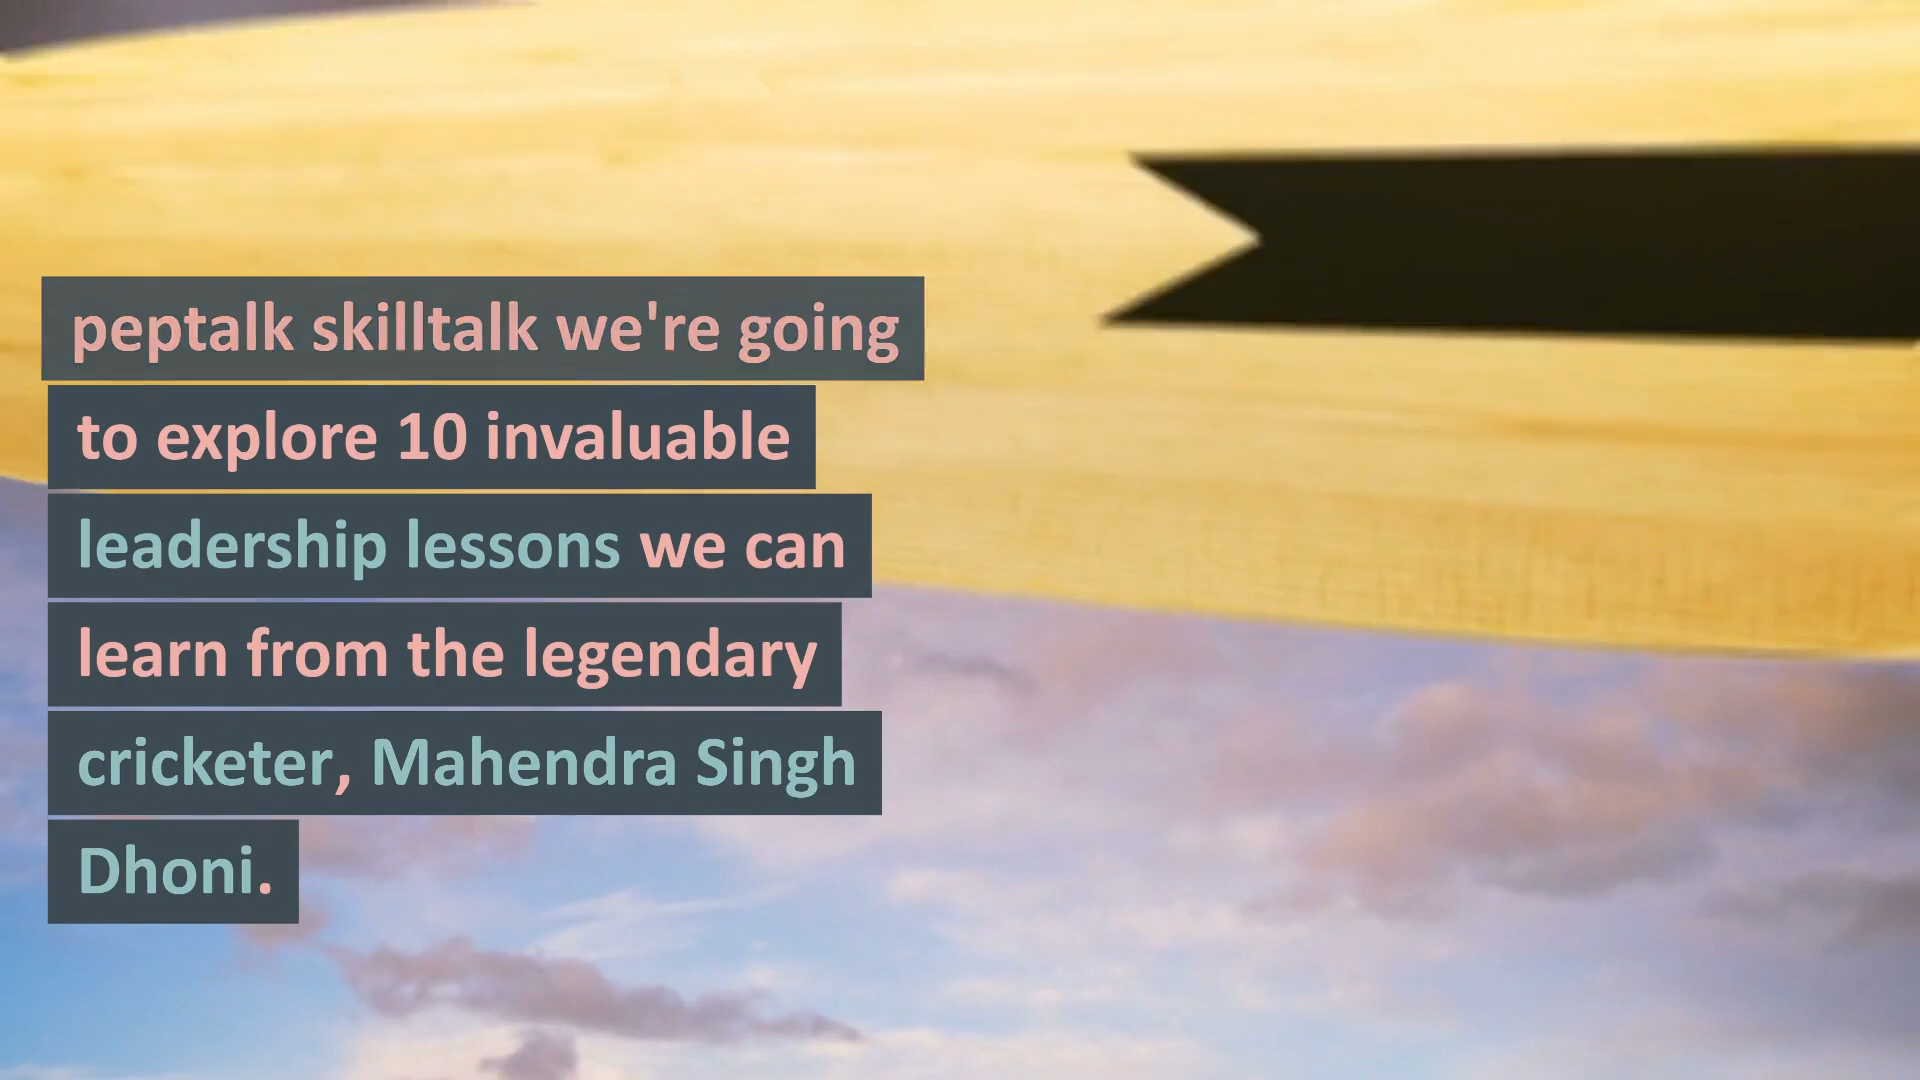 peptalk skilltalk we're going
to explore 10 invaluable
leadership lessons we can
learn from the legendary
cricketer, Mahendra Singh
Dhoni.